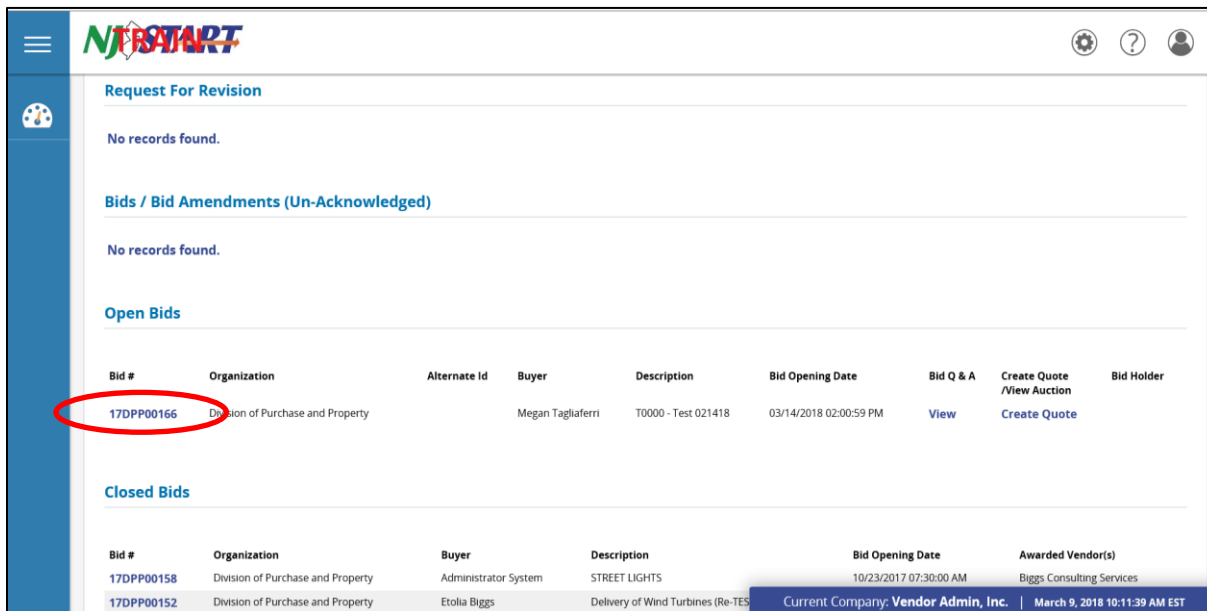 NJSTART TRAIN
Request For Revision
No records found.
Bids / Bid Amendments (Un-Acknowledged)
No records found.
Open Bids
Bid # Organization Alternate Id Buyer Description Bid Opening Date Bid Q & A Create Quote /View Auction Bid Holder
17DPP00166 Division of Purchase and Property Megan Tagliaferri T0000 - Test 021418 03/14/2018 02:00:59 PM View Create Quote
Closed Bids
Bid # Organization Buyer Description Bid Opening Date Awarded Vendor(s)
17DPP00158 Division of Purchase and Property Administrator System STREET LIGHTS 10/23/2017 07:30:00 AM Biggs Consulting Services
17DPP00152 Division of Purchase and Property Etolia Biggs Delivery of Wind Turbines (Re-TES
Current Company: Vendor Admin, Inc. | March 9, 2018 10:11:39 AM EST